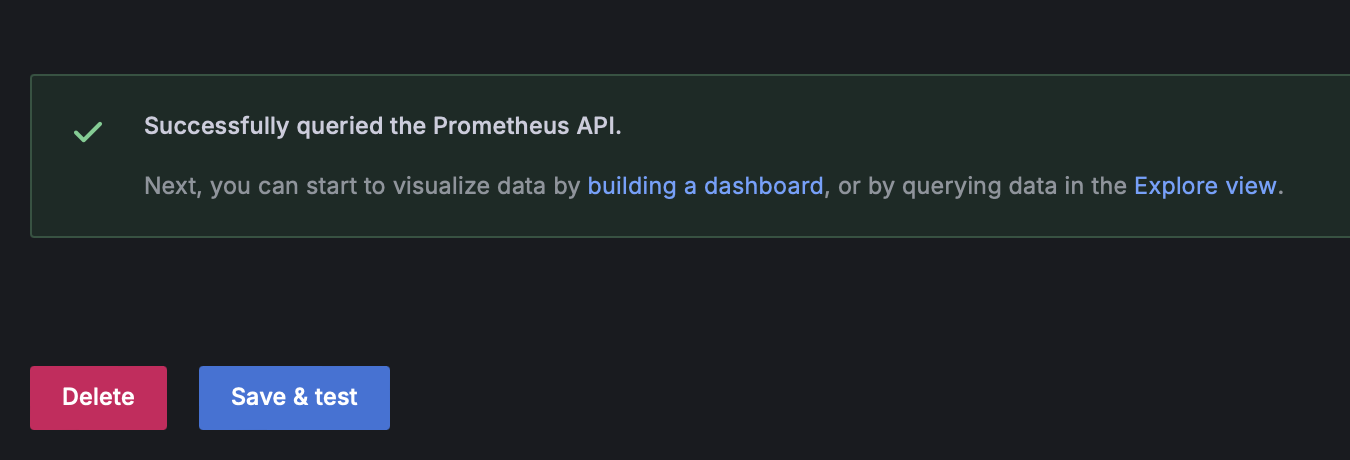 Successfully queried the Prometheus API.
Next, you can start to visualize data by building a dashboard, or by querying data in the Explore view.
Delete
Save & test